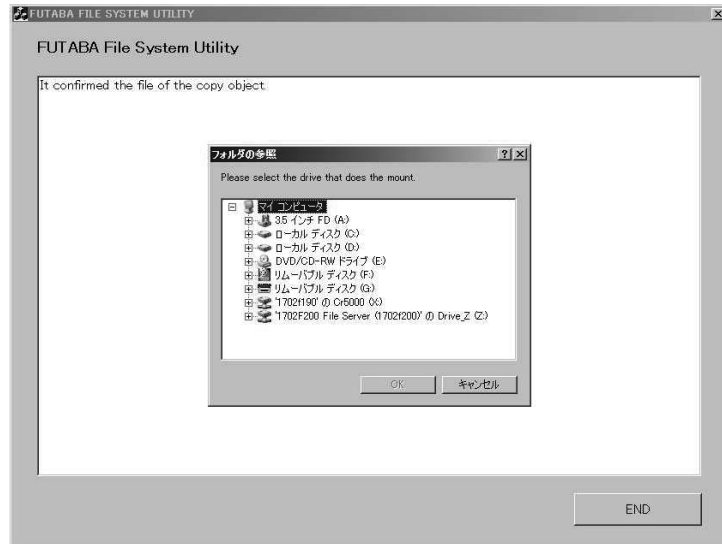 FUTABA FILE SYSTEM UTILITY
FUTABA File System Utility
It confirmed the file of the copy object
フォルダの参照
Please select the drive that does the mount.
マイ コンピュータ
3.5 インチ FD (A:)
ローカル ディスク (C:)
ローカル ディスク (D:)
DVD/CD-RW ドライブ (E:)
リムーバブル ディスク (F:)
リムーバブル ディスク (G:)
'1702f190' の Cr5000 (X:)
'1702F200 File Server (1702f200)' の Drive_Z (Z:)
OK
キャンセル
END